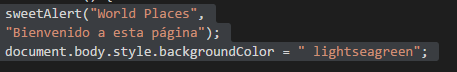 sweetAlert("World Places",
"Bienvenido a esta página");
document.body.style.backgroundColor = " lightseagreen";